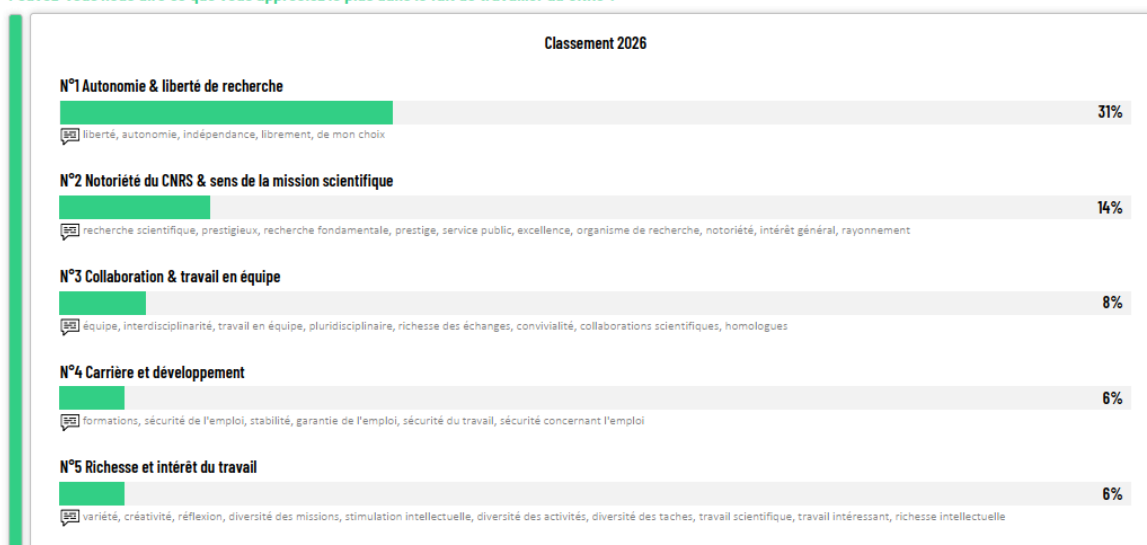 Classement 2026
N°1 Autonomie & liberté de recherche
31%
liberté, autonomie, indépendance, librement, de mon choix
N°2 Notoriété du CNRS & sens de la mission scientifique
14%
recherche scientifique, prestigieux, recherche fondamentale, prestige, service public, excellence, organisme de recherche, notoriété, intérêt général, rayonnement
N°3 Collaboration & travail en équipe
8%
équipe, interdisciplinarité, travail en équipe, pluridisciplinaire, richesse des échanges, convivialité, collaborations scientifiques, homologues
N°4 Carrière et développement
6%
formations, sécurité de l'emploi, stabilité, garantie de l'emploi, sécurité du travail, sécurité concernant l'emploi
N°5 Richesse et intérêt du travail
6%
variété, créativité, réflexion, diversité des missions, stimulation intellectuelle, diversité des activités, diversité des taches, travail scientifique, travail intéressant, richesse intellectuelle